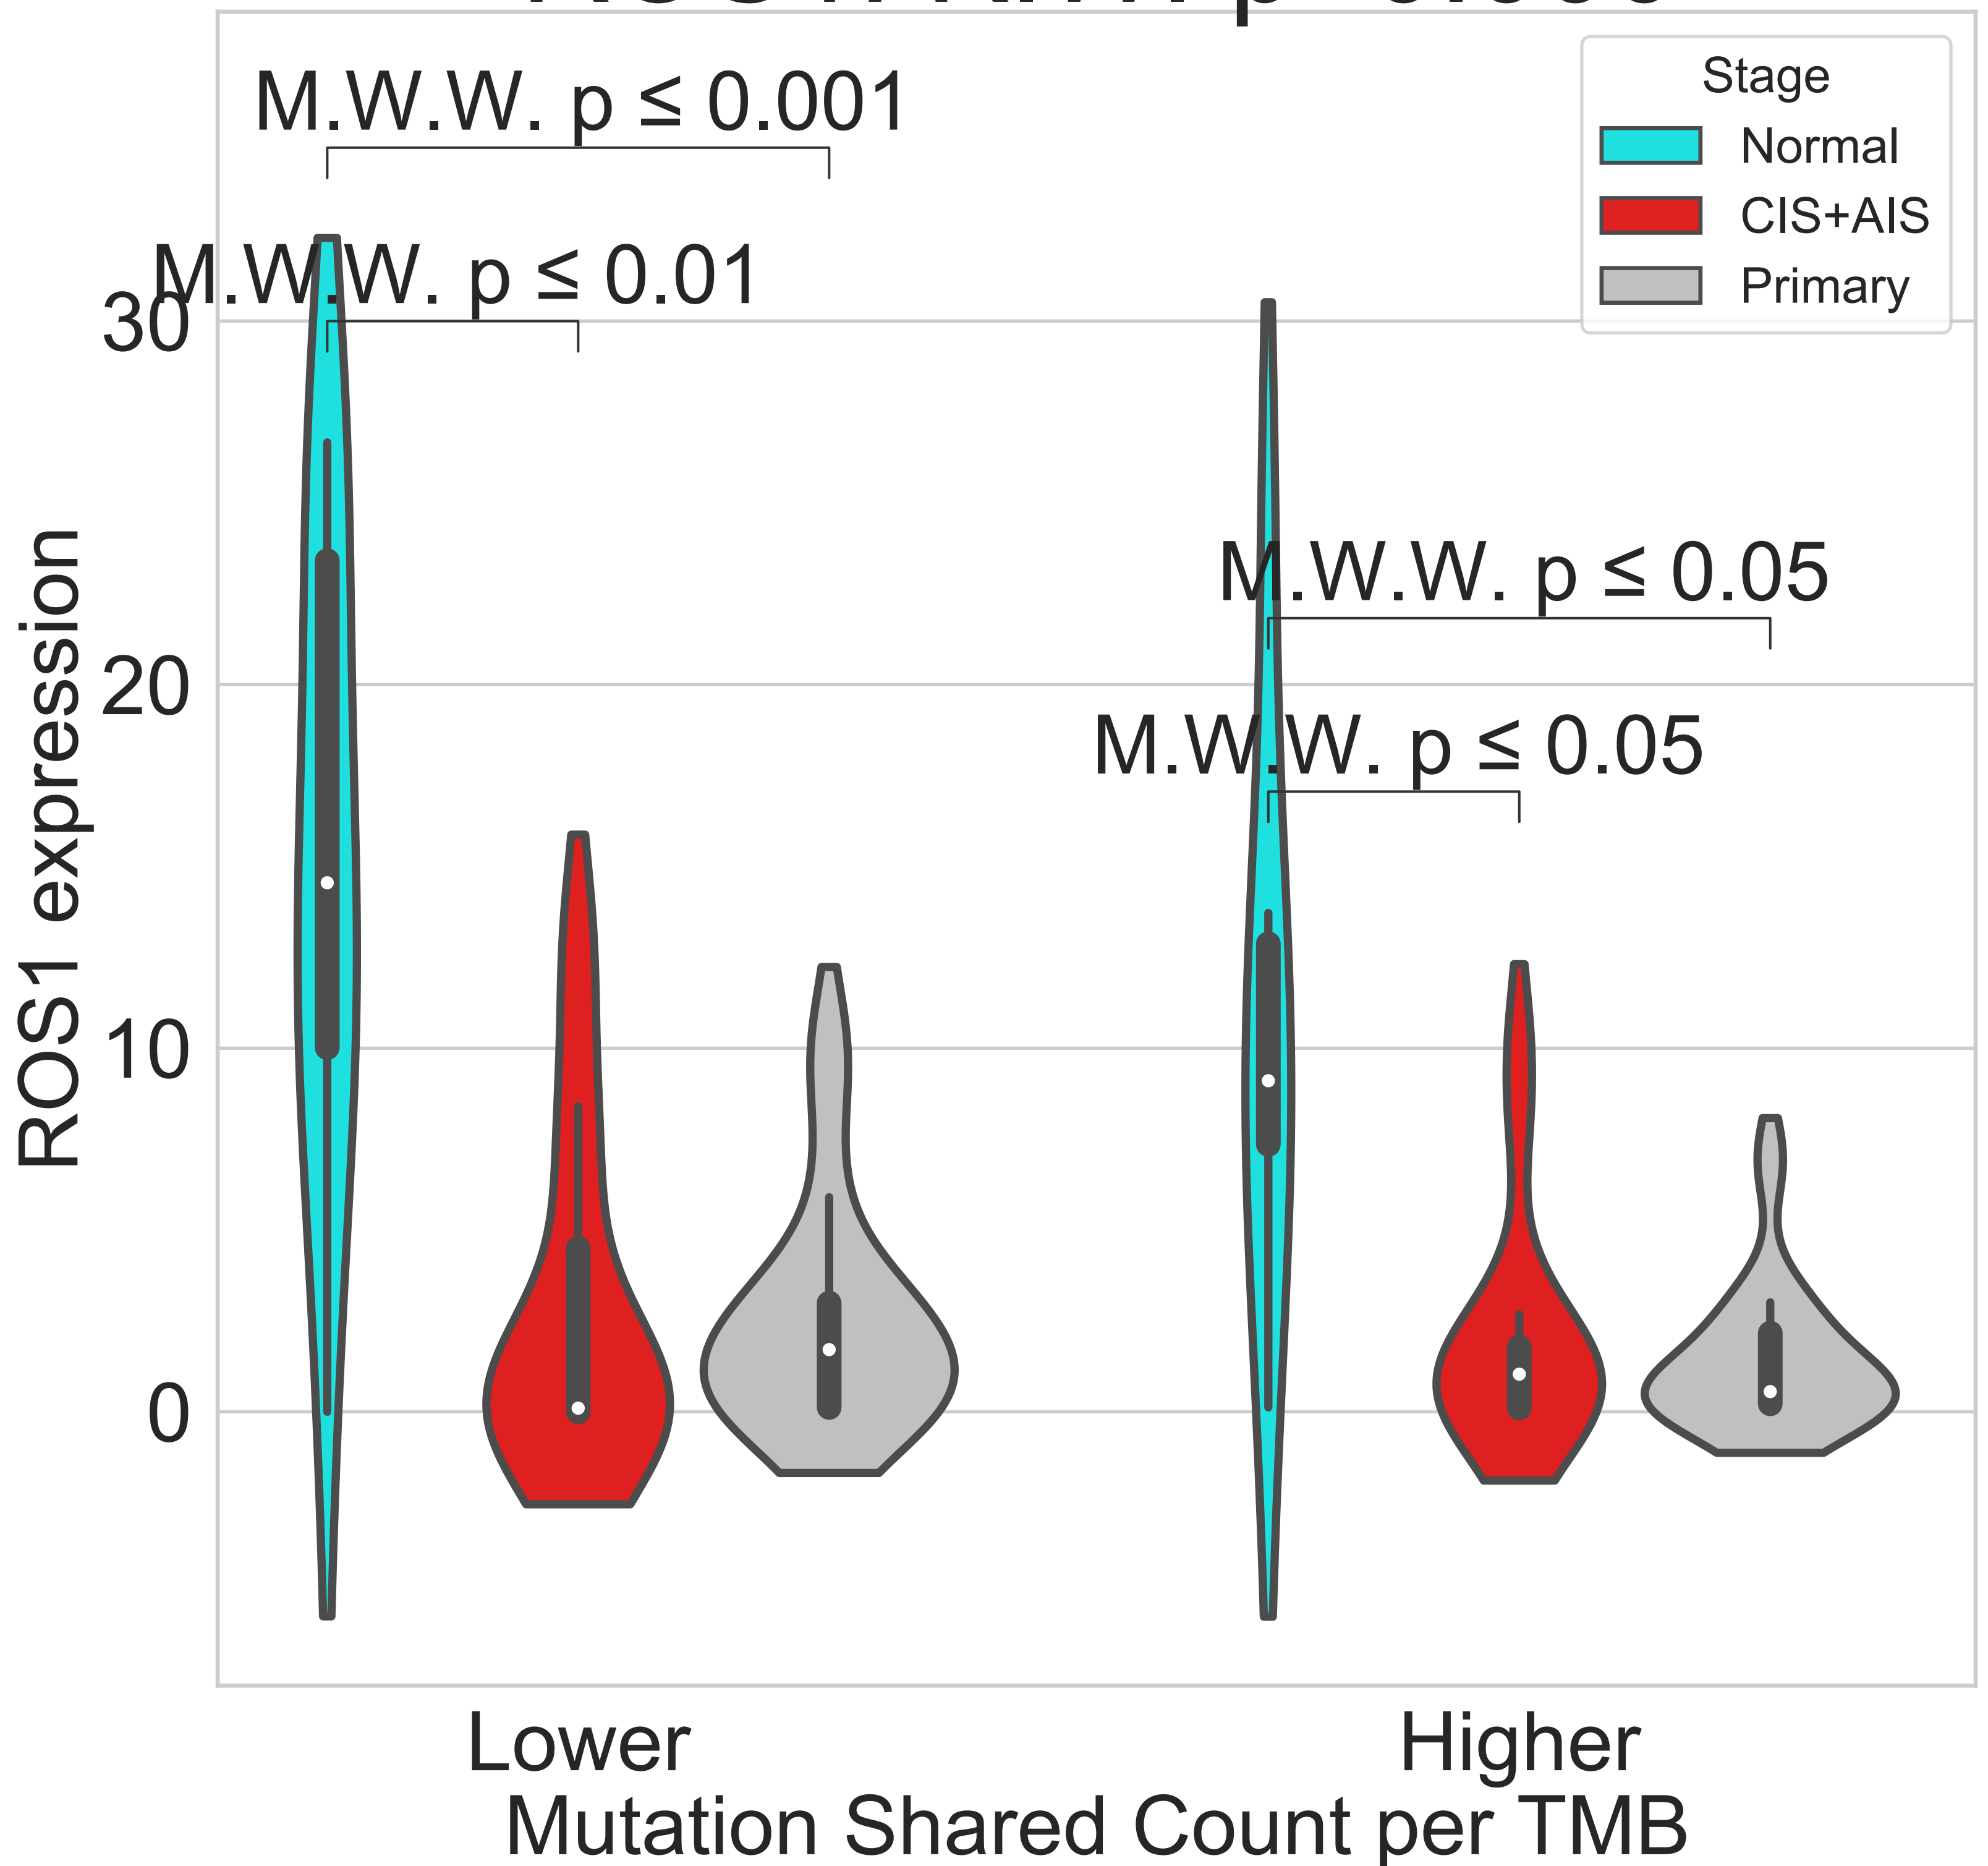 Stage
Normal
CIS+AIS
Primary
M.W.W. p ≤ 0.001
M.W.W. p ≤ 0.01
M.W.W. p ≤ 0.05
M.W.W. p ≤ 0.05
30
20
10
0
ROS1 expression
Lower
Higher
Mutation Shared Count per TMB